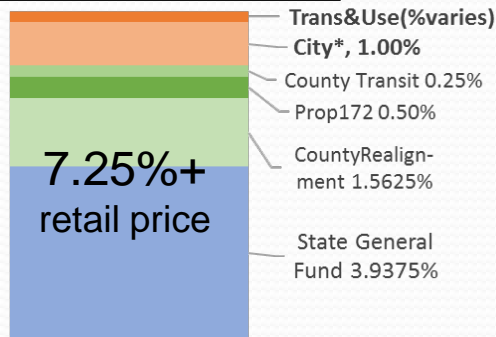 Trans&Use(%varies)
City*, 1.00%
County Transit 0.25%
Prop172 0.50%
CountyRealign-
ment 1.5625%
7.25%+
retail price
State General
Fund 3.9375%